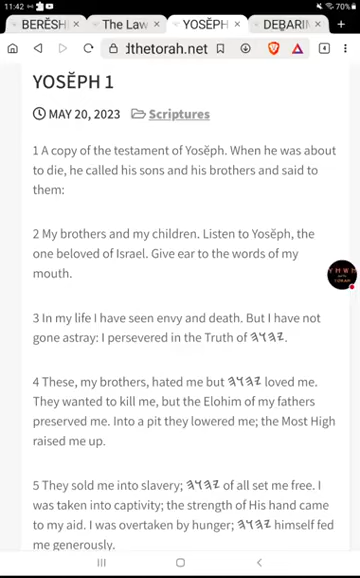 11:42 70%
BERĚSHI The Law YOSĚPH DEBARIN
dthetorah.net 4
YOSĚPH 1
MAY 20, 2023 Scriptures
1 A copy of the testament of Yosěph. When he was about
to die, he called his sons and his brothers and said to
them:
2 My brothers and my children. Listen to Yosěph, the
one beloved of Israel. Give ear to the words of my
mouth.
3 In my life I have seen envy and death. But I have not
gone astray: I persevered in the Truth of 𐤉𐤄𐤅𐤄.
4 These, my brothers, hated me but 𐤉𐤄𐤅𐤄 loved me.
They wanted to kill me, but the Elohim of my fathers
preserved me. Into a pit they lowered me; the Most High
raised me up.
5 They sold me into slavery; 𐤉𐤄𐤅𐤄 of all set me free. I
was taken into captivity; the strength of His hand came
to my aid. I was overtaken by hunger; 𐤉𐤄𐤅𐤄 himself fed
me generously.